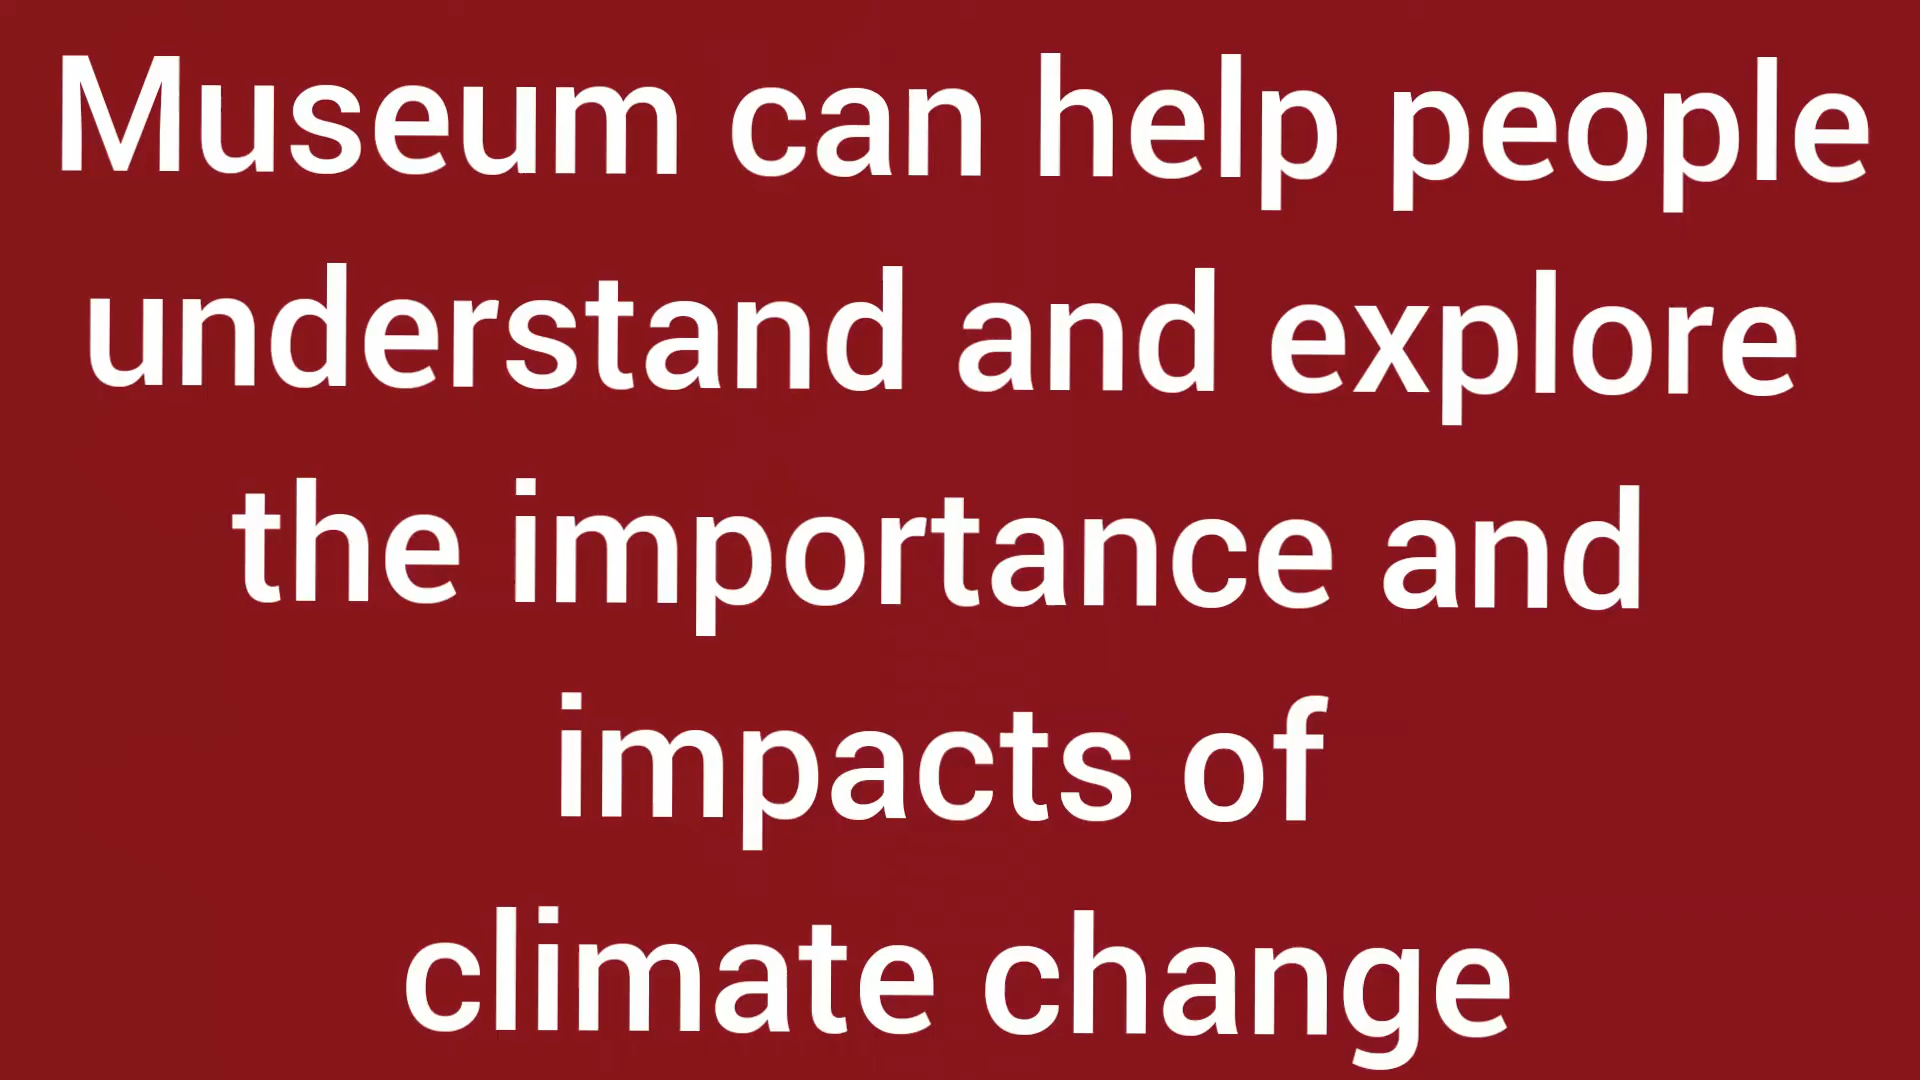 Museum can help people
understand and explore
the importance and
impacts of
climate change